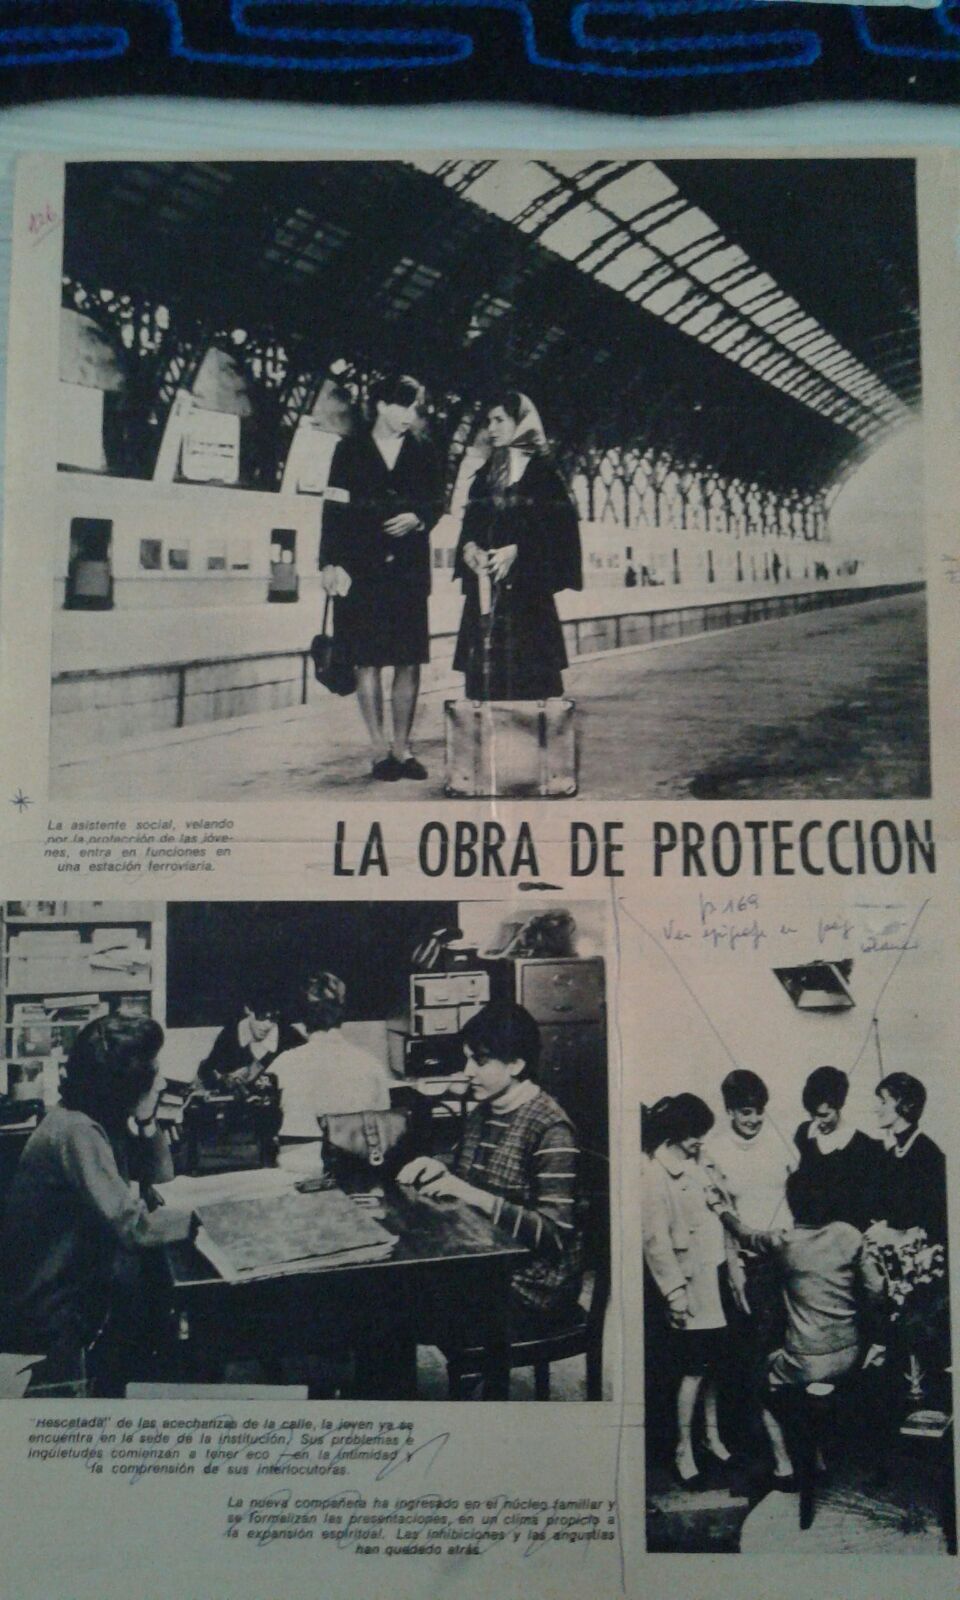 126
La asistente social, velando
por la protección de las jóve-
nes, entra en funciones en
una estación ferroviaria.
LA OBRA DE PROTECCION
p 169
Ver epígrafe en pág
"Rescatada" de las acechanzas de la calle, la joven ya se
encuentra en la sede de la institución. Sus problemas e
inquietudes comienzan a tener eco —en la intimidad y
la comprensión de sus interlocutoras.
La nueva compañera ha ingresado en el núcleo familiar y
se formalizan las presentaciones, en un clima propicio a
la expansión espiritual. Las inhibiciones y las angustias
han quedado atrás.